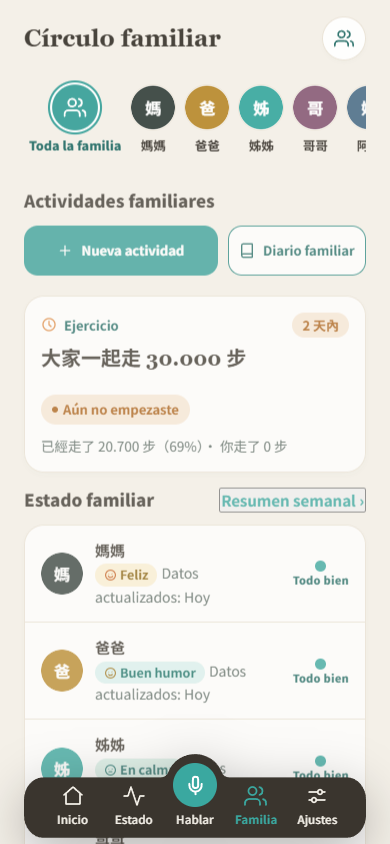 Círculo familiar
媽 爸 姊 哥
Toda la familia 媽媽 爸爸 姊姊 哥哥
Actividades familiares
+ Nueva actividad
Diario familiar
Ejercicio
2 天內
大家一起走 30.000 步
Aún no empezaste
已經走了 20.700 步（69%）· 你走了 0 步
Estado familiar
Resumen semanal ›
媽
媽媽
Feliz Datos
actualizados: Hoy
Todo bien
爸
爸爸
Buen humor Datos
actualizados: Hoy
Todo bien
姊
姊姊
En calm
Todo bien
Inicio Estado Hablar Familia Ajustes